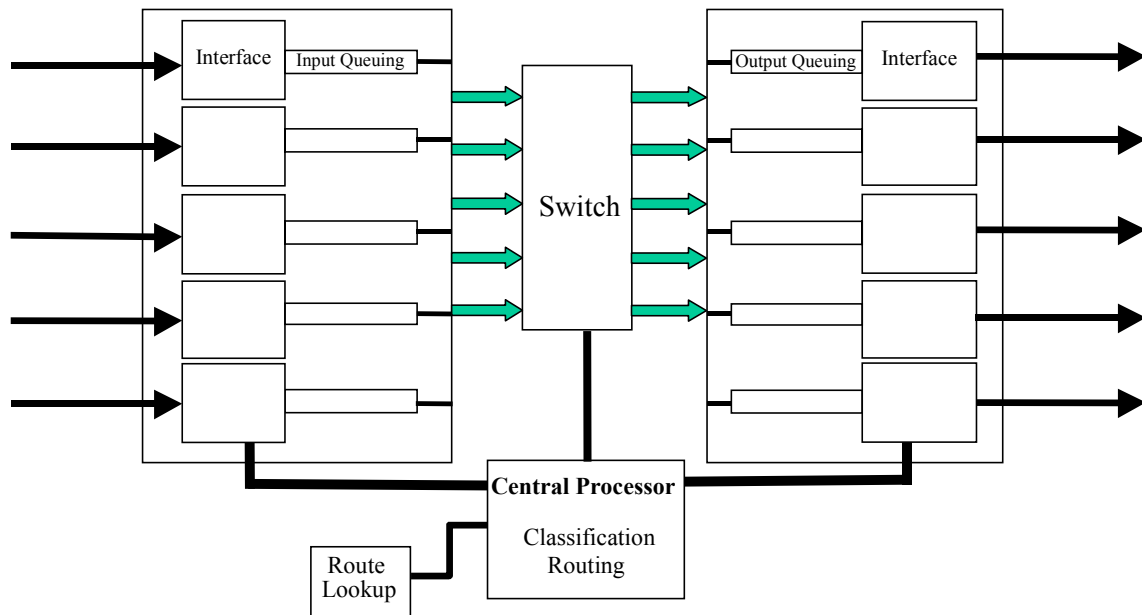 Interface
Input Queuing
Output Queuing
Interface
Switch
Central Processor
Classification
Routing
Route
Lookup